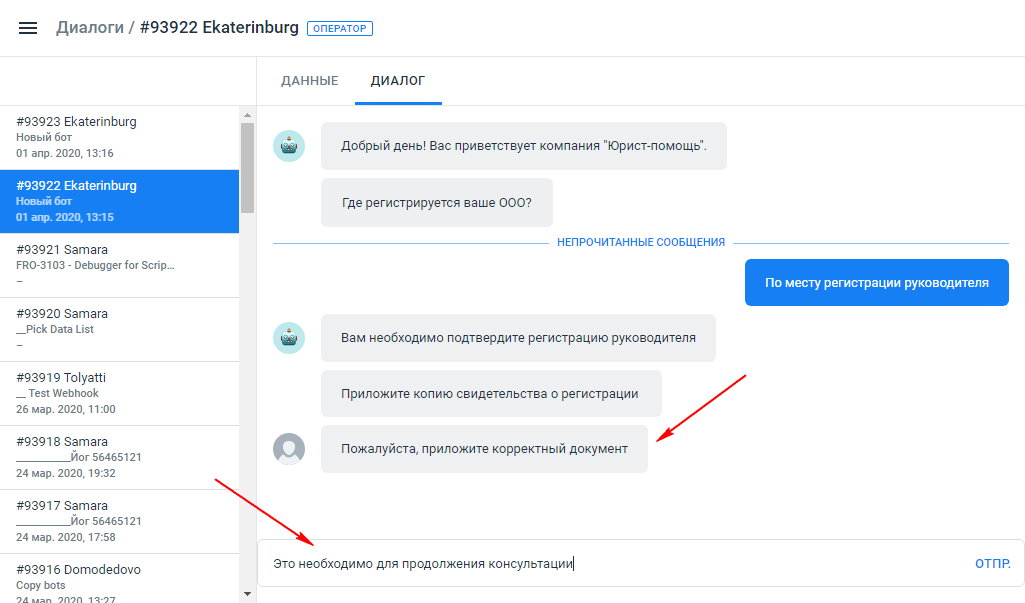 Диалоги / #93922 Ekaterinburg ОПЕРАТОР
ДАННЫЕ ДИАЛОГ
#93923 Ekaterinburg
Новый бот
01 апр. 2020, 13:16
#93922 Ekaterinburg
Новый бот
01 апр. 2020, 13:15
#93921 Samara
FRO-3103 - Debugger for Scrip...
–
#93920 Samara
__Pick Data List
–
#93919 Tolyatti
__ Test Webhook
26 мар. 2020, 11:00
#93918 Samara
__________Йог 56465121
24 мар. 2020, 19:32
#93917 Samara
__________Йог 56465121
24 мар. 2020, 17:58
#93916 Domodedovo
Copy bots
24 мар. 2020, 13:27
Добрый день! Вас приветствует компания "Юрист-помощь".
Где регистрируется ваше ООО?
НЕПРОЧИТАННЫЕ СООБЩЕНИЯ
По месту регистрации руководителя
Вам необходимо подтвердите регистрацию руководителя
Приложите копию свидетельства о регистрации
Пожалуйста, приложите корректный документ
Это необходимо для продолжения консультации
ОТПР.